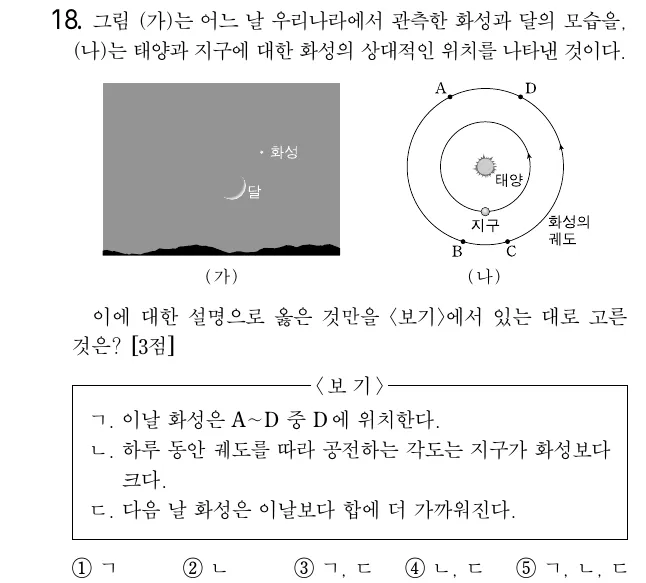 18. 그림 (가)는 어느 날 우리나라에서 관측한 화성과 달의 모습을,
(나)는 태양과 지구에 대한 화성의 상대적인 위치를 나타낸 것이다.
화성
달
(가)
A
D
태양
지구
화성의
궤도
B
C
(나)
이에 대한 설명으로 옳은 것만을 〈보기〉에서 있는 대로 고른
것은? [3점]
〈보 기〉
ㄱ. 이날 화성은 A~D 중 D에 위치한다.
ㄴ. 하루 동안 궤도를 따라 공전하는 각도는 지구가 화성보다
크다.
ㄷ. 다음 날 화성은 이날보다 합에 더 가까워진다.
① ㄱ ② ㄴ ③ ㄱ, ㄷ ④ ㄴ, ㄷ ⑤ ㄱ, ㄴ, ㄷ